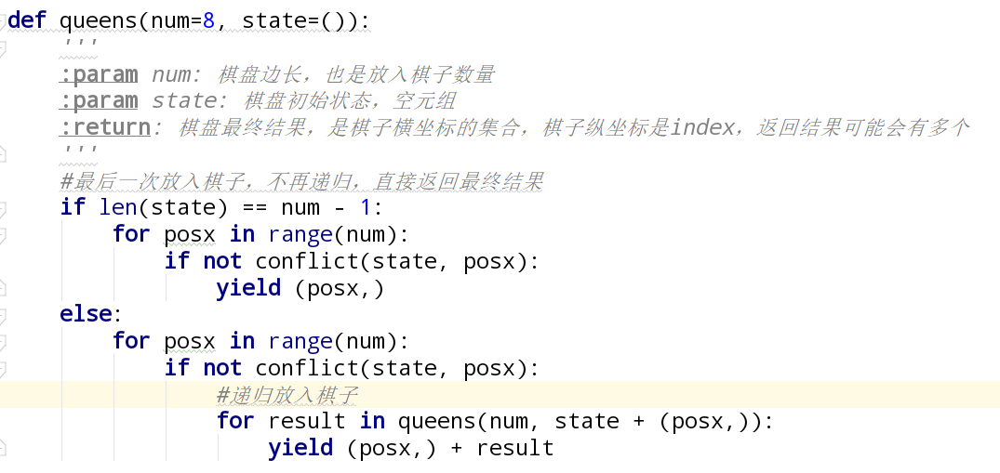 def queens(num=8, state=()):
    '''
    :param num: 棋盘边长，也是放入棋子数量
    :param state: 棋盘初始状态，空元组
    :return: 棋盘最终结果，是棋子横坐标的集合，棋子纵坐标是index，返回结果可能会有多个
    '''
    #最后一次放入棋子，不再递归，直接返回最终结果
    if len(state) == num - 1:
        for posx in range(num):
            if not conflict(state, posx):
                yield (posx,)
    else:
        for posx in range(num):
            if not conflict(state, posx):
                #递归放入棋子
                for result in queens(num, state + (posx,)):
                    yield (posx,) + result